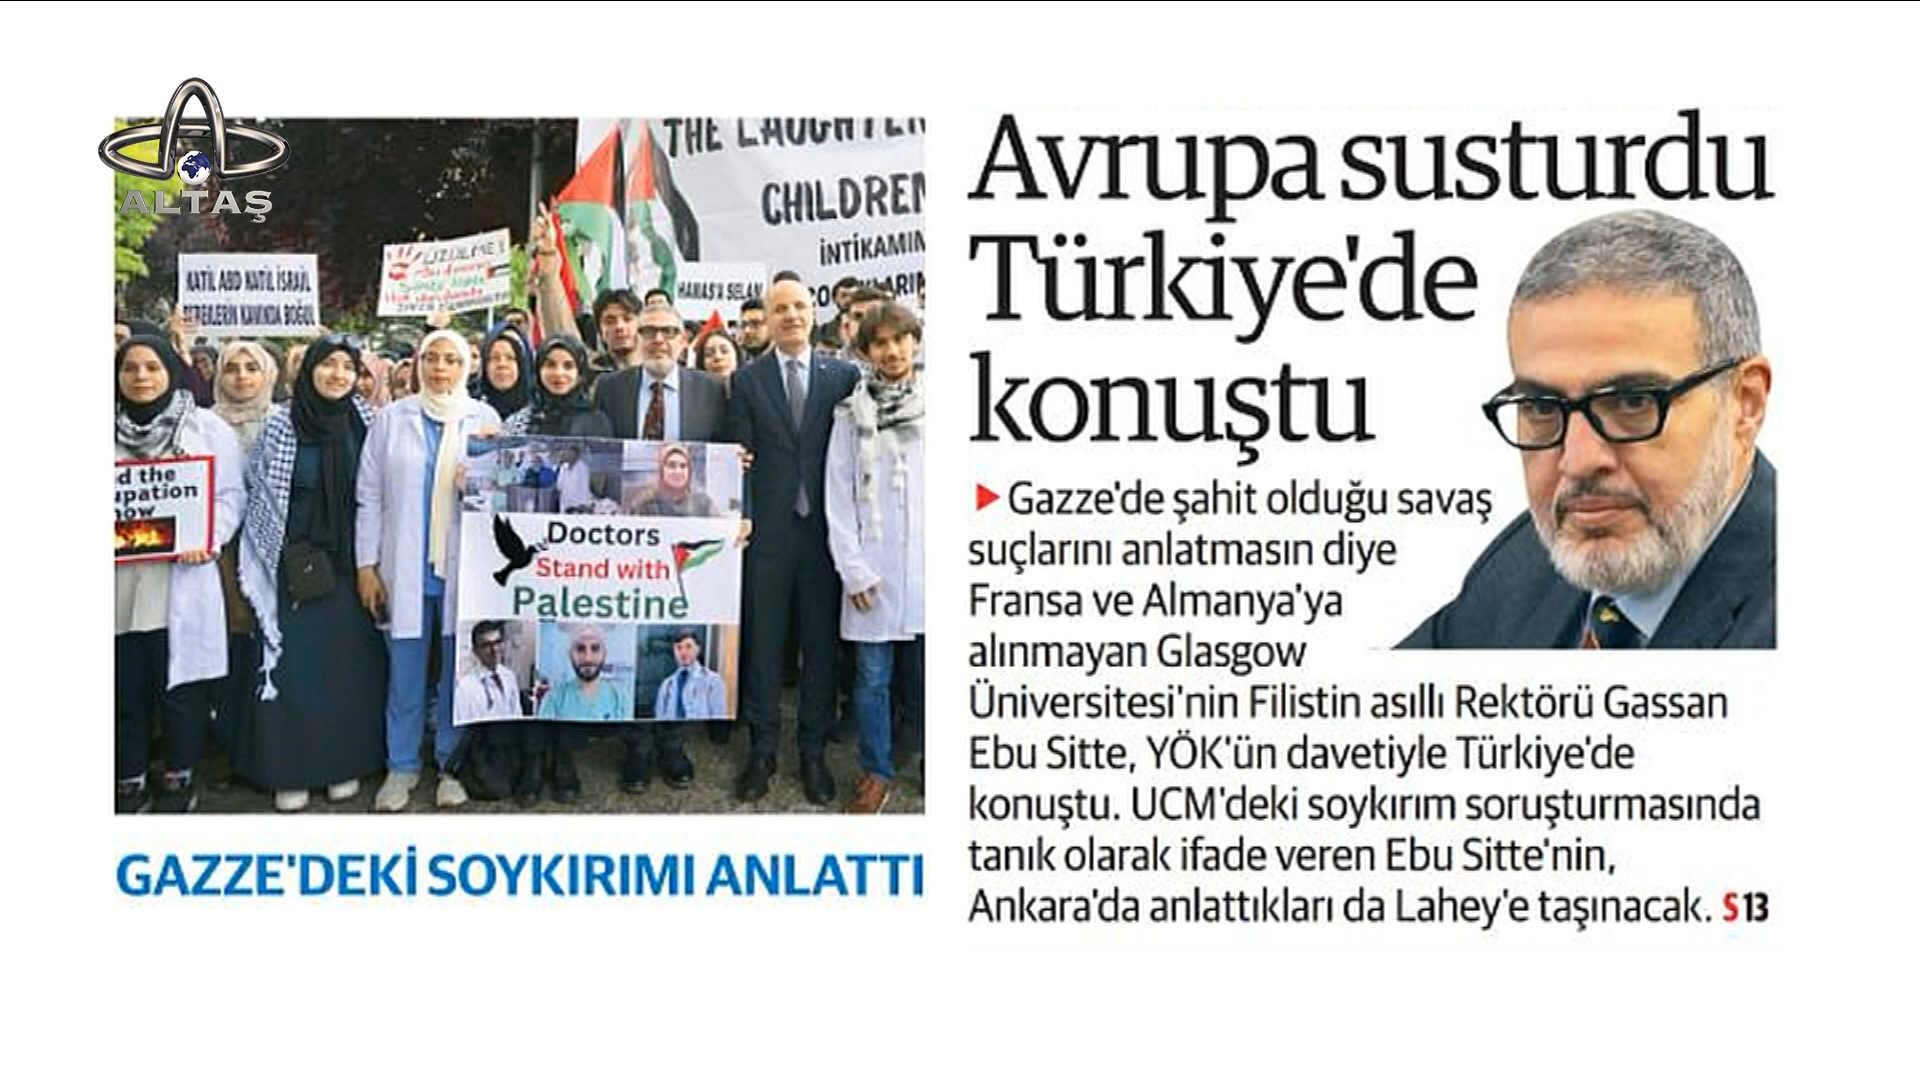 ALTAŞ
THE LAUGHTER
CHILDREN
İNTİKAMIN
KATİL ABD KATİL İSRAİL
HAMAS'A SELAM
d the
upation
now
Doctors
Stand with
Palestine
GAZZE'DEKİ SOYKIRIMI ANLATTI
Avrupa susturdu
Türkiye'de
konuştu
Gazze'de şahit olduğu savaş
suçlarını anlatmasın diye
Fransa ve Almanya'ya
alınmayan Glasgow
Üniversitesi'nin Filistin asıllı Rektörü Gassan
Ebu Sitte, YÖK'ün davetiyle Türkiye'de
konuştu. UCM'deki soykırım soruşturmasında
tanık olarak ifade veren Ebu Sitte'nin,
Ankara'da anlattıkları da Lahey'e taşınacak. S13